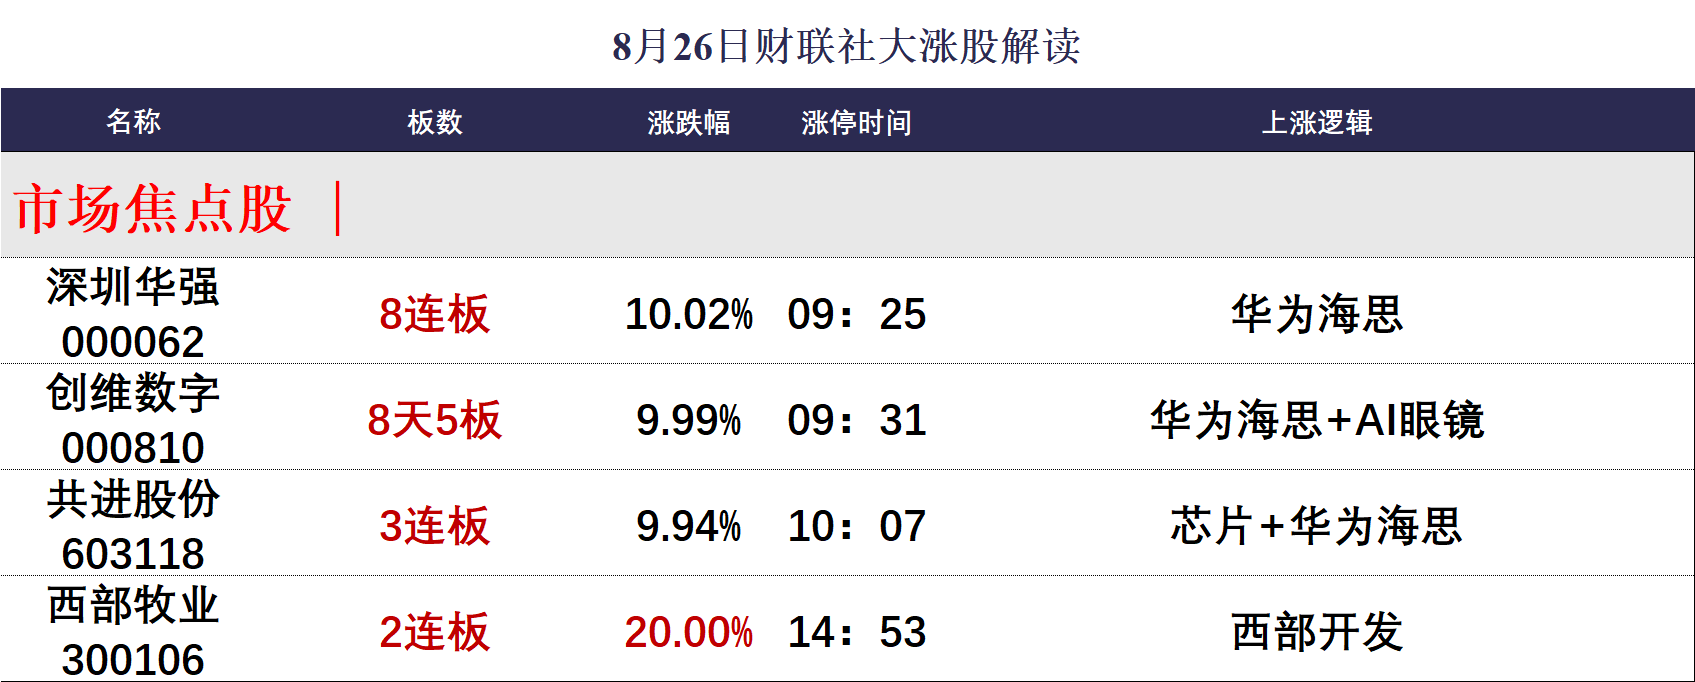 8月26日财联社大涨股解读
名称 板数 涨跌幅 涨停时间 上涨逻辑
市场焦点股 |
深圳华强
000062 8连板 10.02% 09：25 华为海思
创维数字
000810 8天5板 9.99% 09：31 华为海思+AI眼镜
共进股份
603118 3连板 9.94% 10：07 芯片+华为海思
西部牧业
300106 2连板 20.00% 14：53 西部开发